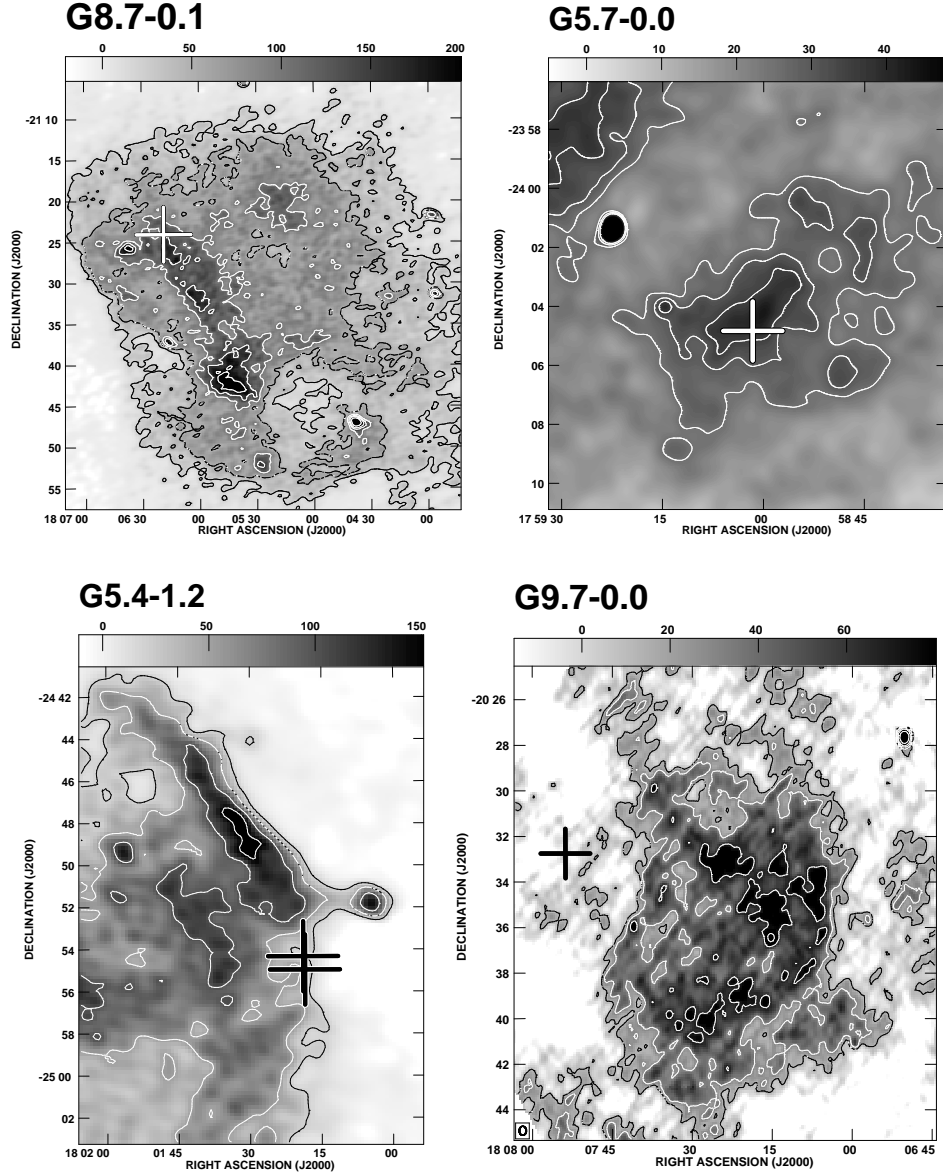 G8.7-0.1
0 50 100 150 200
DECLINATION (J2000)
-21 10
15
20
25
30
35
40
45
50
55
18 07 00 06 30 00 05 30 00 04 30 00
RIGHT ASCENSION (J2000)
G5.7-0.0
0 10 20 30 40
DECLINATION (J2000)
-23 58
-24 00
02
04
06
08
10
17 59 30 15 00 58 45
RIGHT ASCENSION (J2000)
G5.4-1.2
0 50 100 150
DECLINATION (J2000)
-24 42
44
46
48
50
52
54
56
58
-25 00
02
18 02 00 01 45 30 15 00
RIGHT ASCENSION (J2000)
G9.7-0.0
0 20 40 60
DECLINATION (J2000)
-20 26
28
30
32
34
36
38
40
42
44
18 08 00 07 45 30 15 00 06 45
RIGHT ASCENSION (J2000)